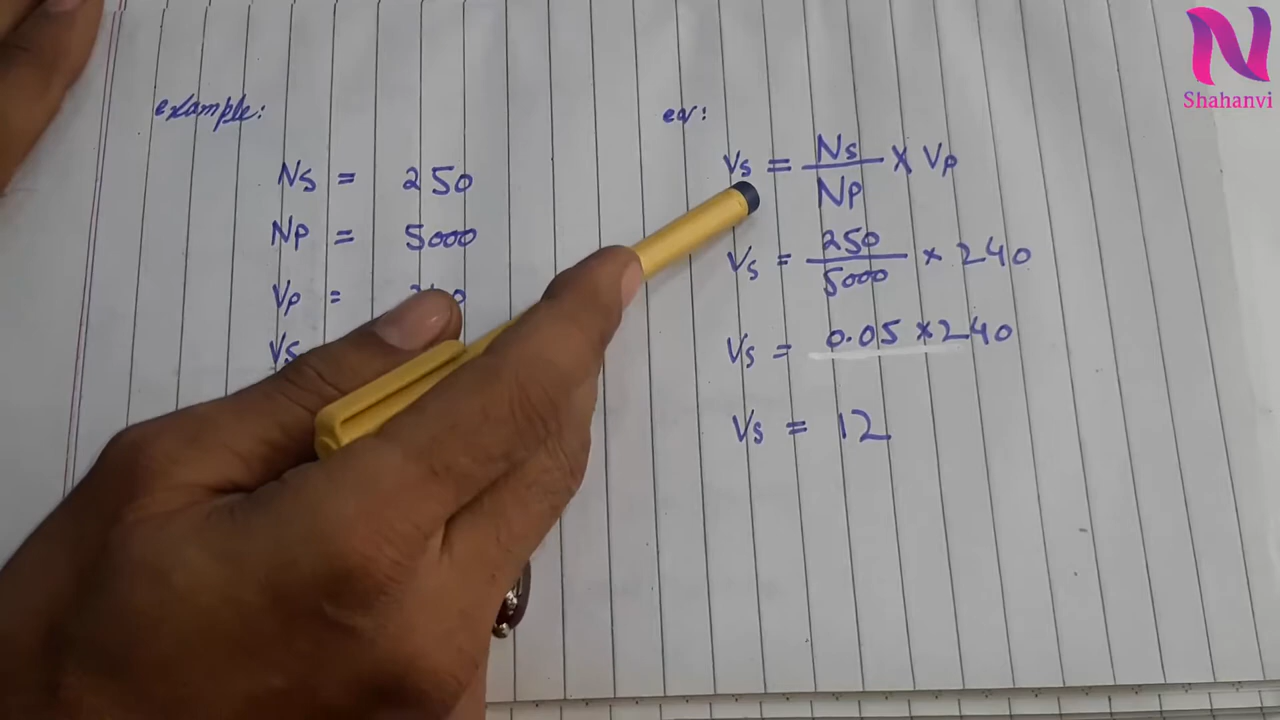 example:
Ns = 250
Np = 5000
Vp =
Vs
eq:
Vs = Ns/Np × Vp
Vs = 250/5000 × 240
Vs = 0.05 × 240
Vs = 12
N
Shahanvi